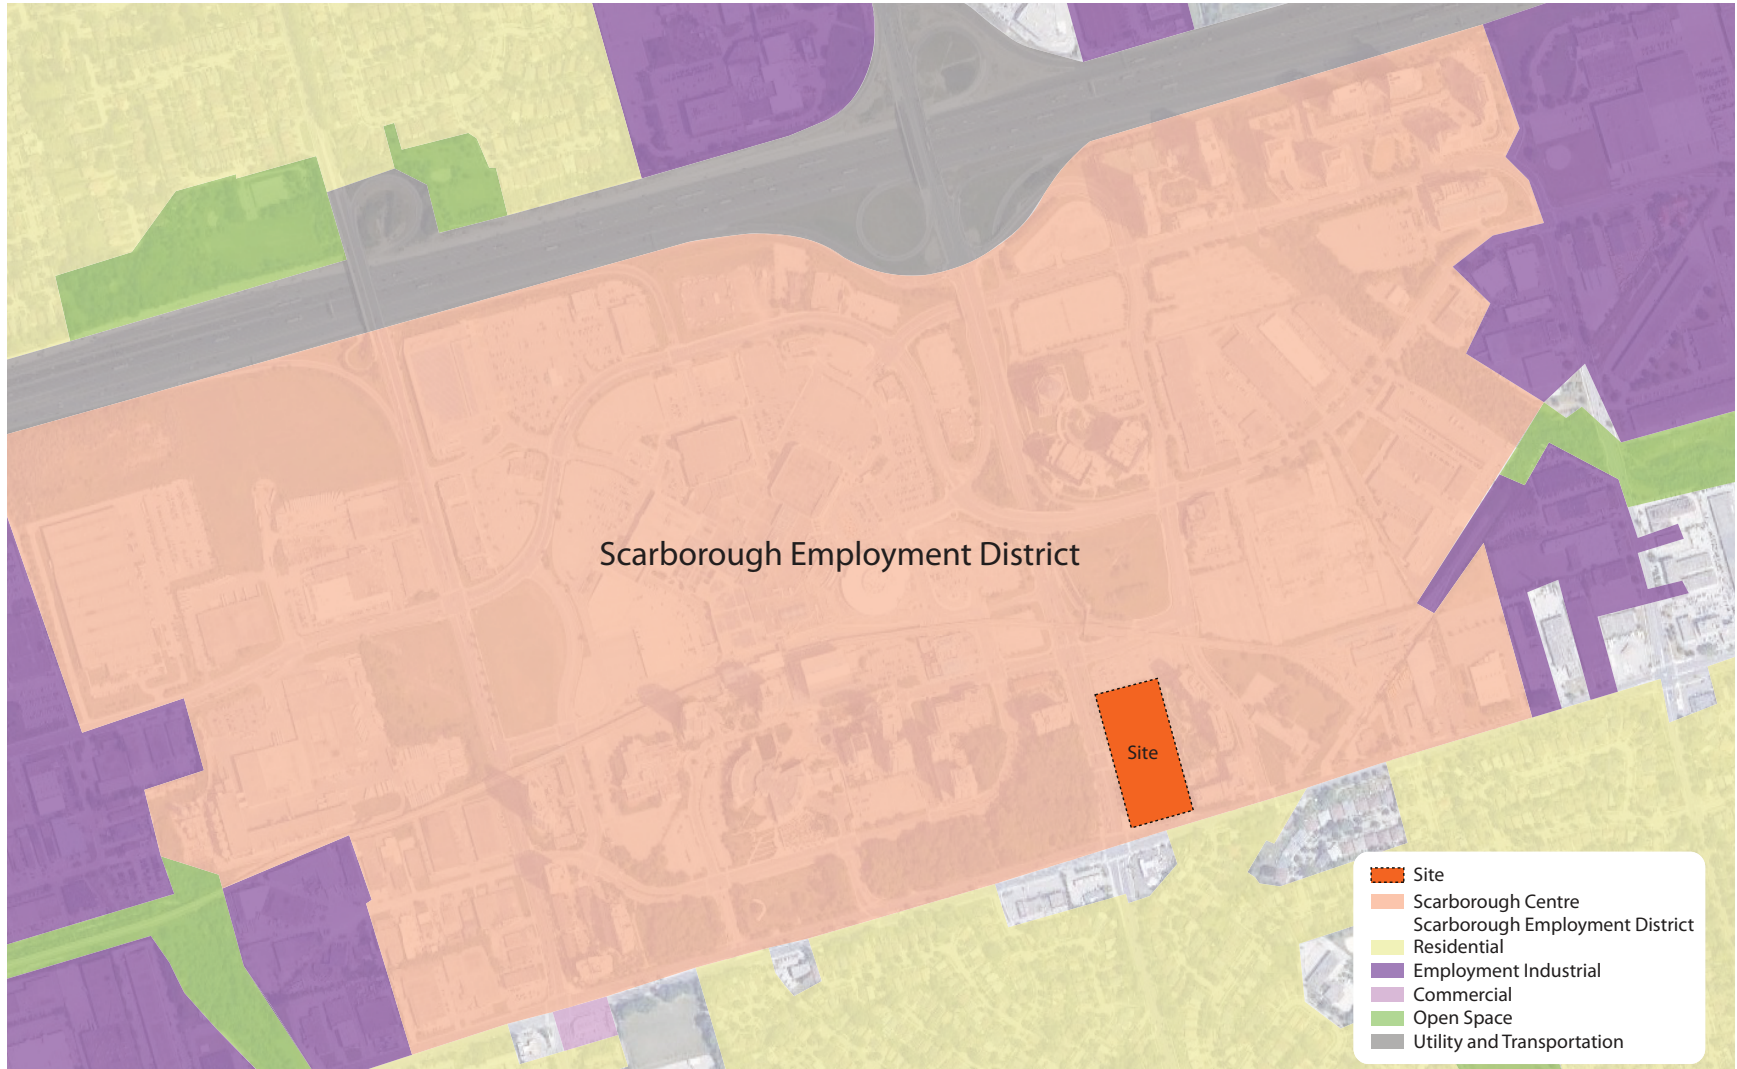 Scarborough Employment District
Site
Site
Scarborough Centre
Scarborough Employment District
Residential
Employment Industrial
Commercial
Open Space
Utility and Transportation